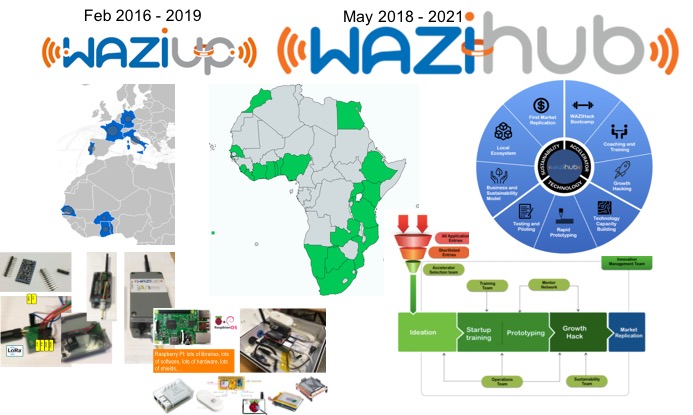 Feb 2016 - 2019
May 2018 - 2021
WAZIUP
WAZIhub
First Market
Replication
WAZIHack
Bootcamp
Local
Ecosystem
Coaching and
Training
SUSTAINABILITY
ACCELERATOR
TECHNOLOGY
wazihub
Business and
Sustainability
Model
Growth
Hacking
Testing and
Piloting
Rapid
Prototyping
Technology
Capacity
Building
All Application
Entries
Shortlisted
Entries
Accelerator
Selection team
Innovation
Management Team
Training
Team
Mentor
Network
Ideation
Startup
training
Prototyping
Growth
Hack
Market
Replication
Operations
Team
Sustainability
Team
LoRa
Raspbian OS
Raspberry PI: lots of libraries, lots
of software, lots of hardware, lots
of shields,